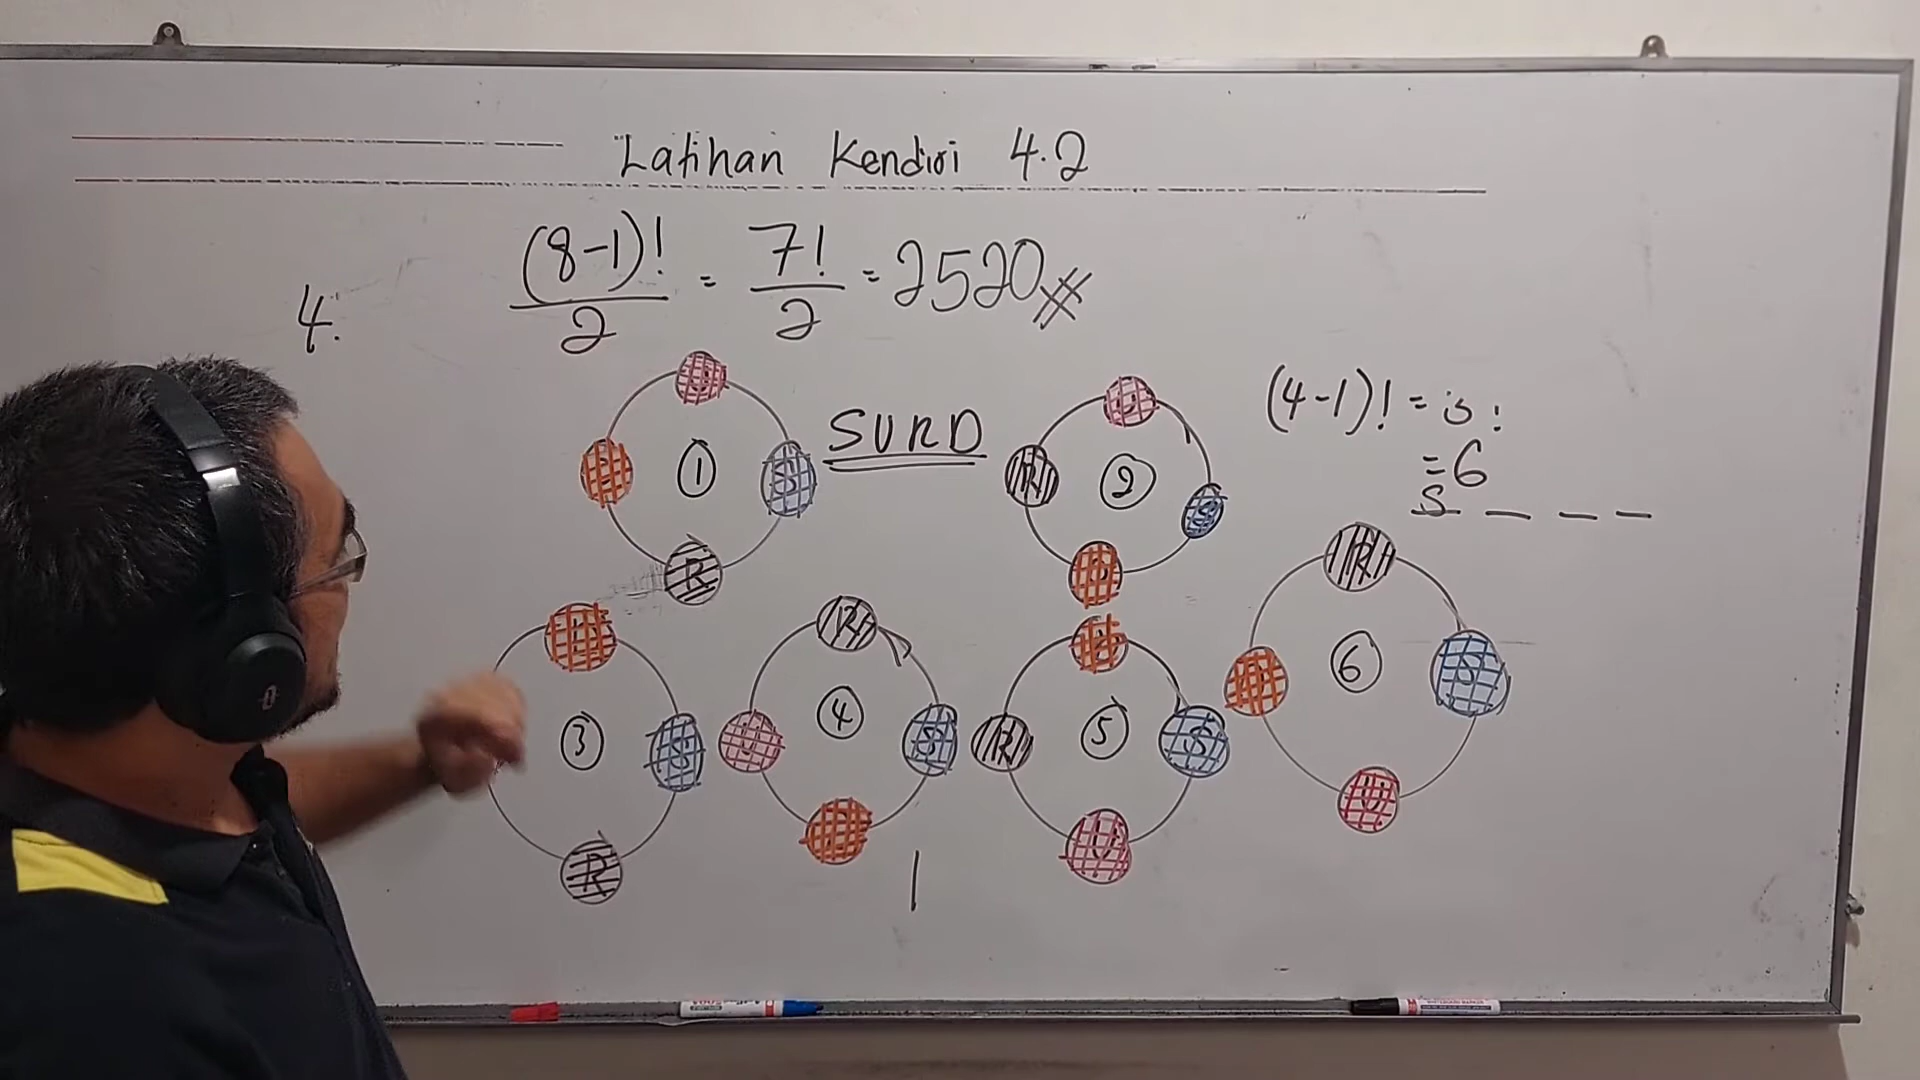 Latihan Kendiri 4.2
4. (8-1)!/2 = 7!/2 = 2520
SURD
(4-1)! = 3!
= 6
S _ _ _
U
D 1 S
R
U
R 2 S
D
D
3 S
R
R
U 4 S
D
D
R 5 S
U
R
D 6 S
U